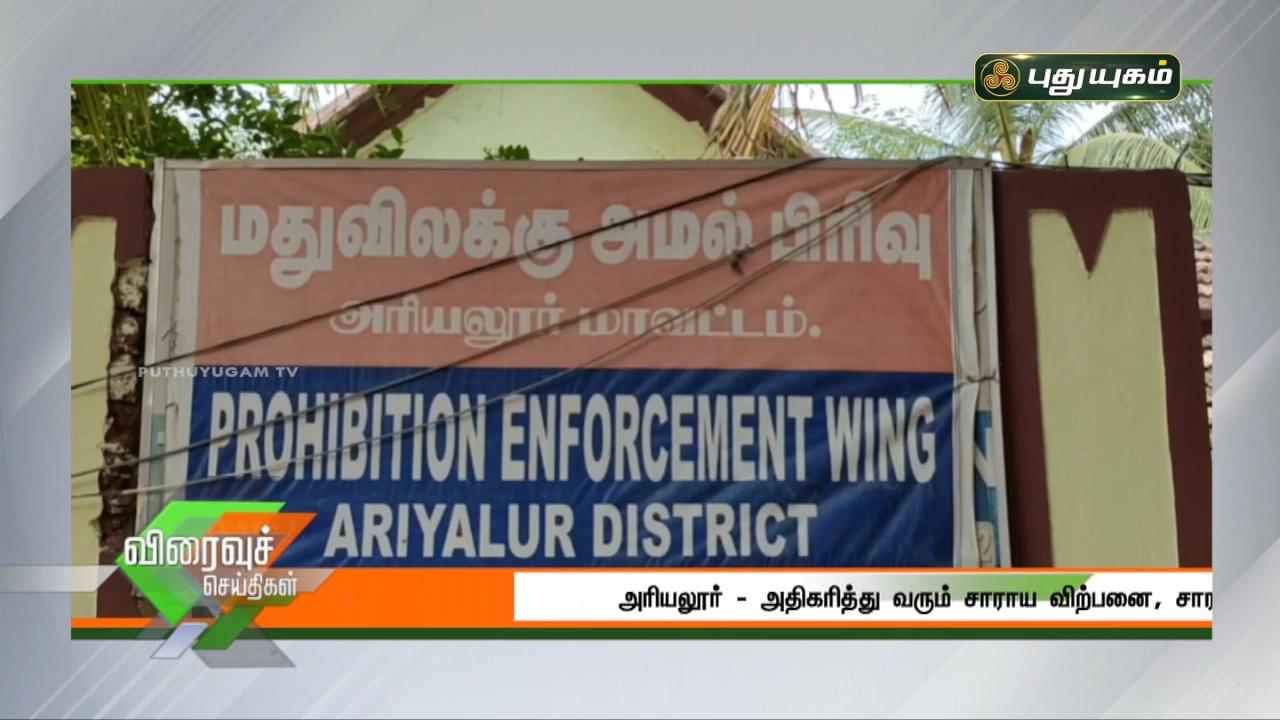 புதுயுகம்
மதுவிலக்கு அமல் பிரிவு
அரியலூர் மாவட்டம்.
PUTHUYUGAM TV
PROHIBITION ENFORCEMENT WING
ARIYALUR DISTRICT
விரைவுச்
செய்திகள்
அரியலூர் - அதிகரித்து வரும் சாராய விற்பனை,